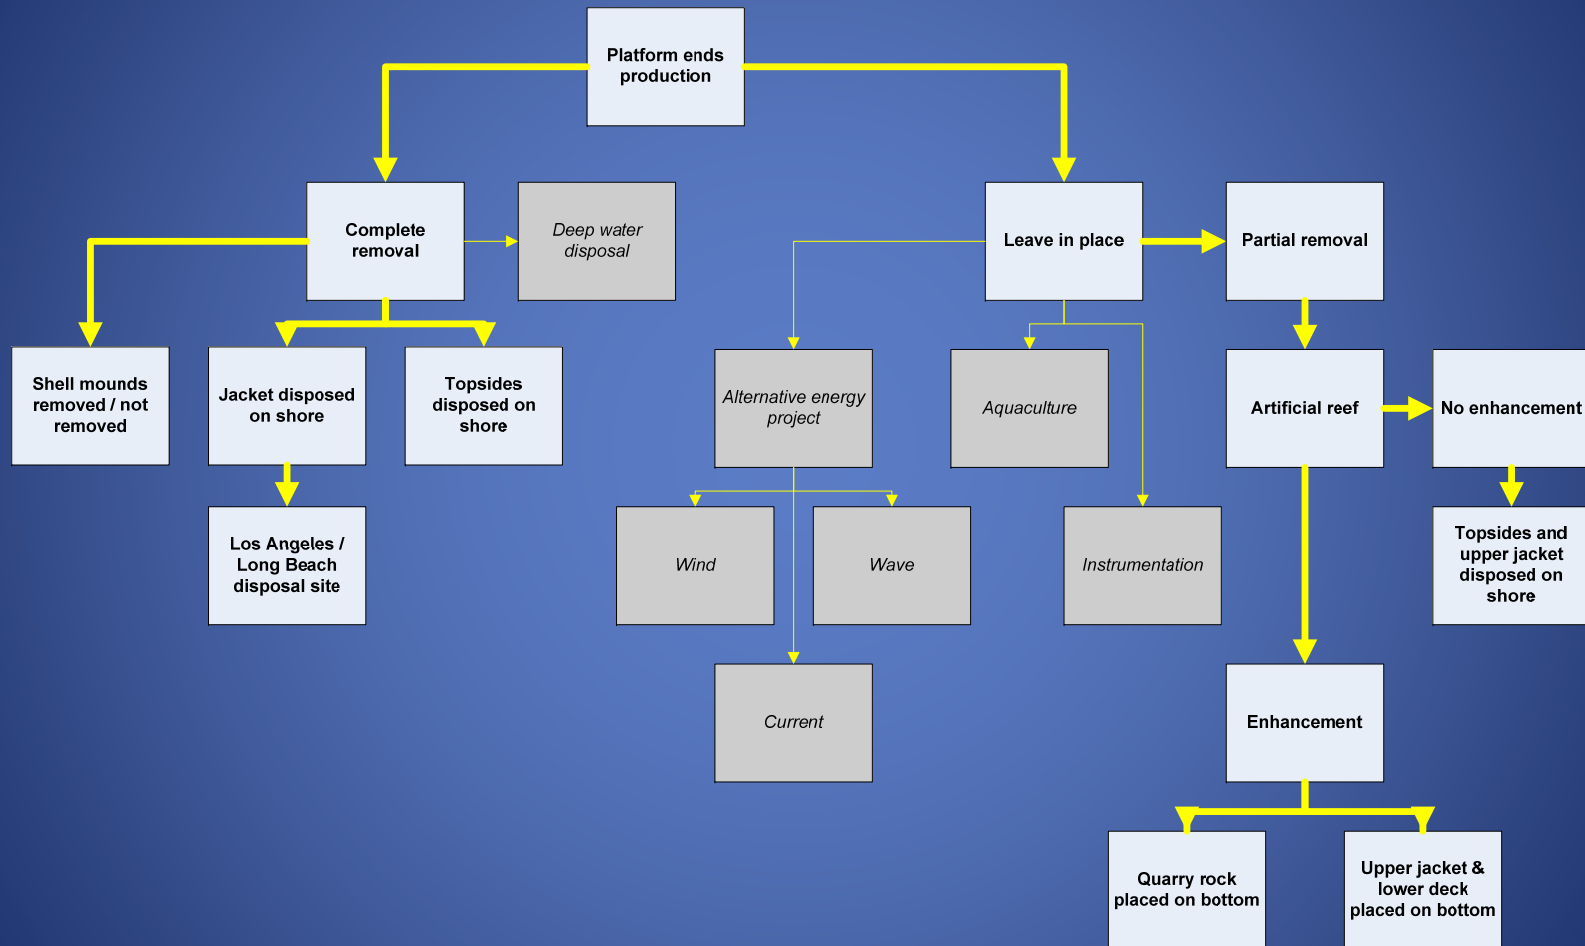 Platform ends
production
Complete
removal
Deep water
disposal
Leave in place
Partial removal
Shell mounds
removed / not
removed
Jacket disposed
on shore
Topsides
disposed on
shore
Alternative energy
project
Aquaculture
Artificial reef
No enhancement
Los Angeles /
Long Beach
disposal site
Wind
Wave
Instrumentation
Topsides and
upper jacket
disposed on
shore
Current
Enhancement
Quarry rock
placed on bottom
Upper jacket &
lower deck
placed on bottom